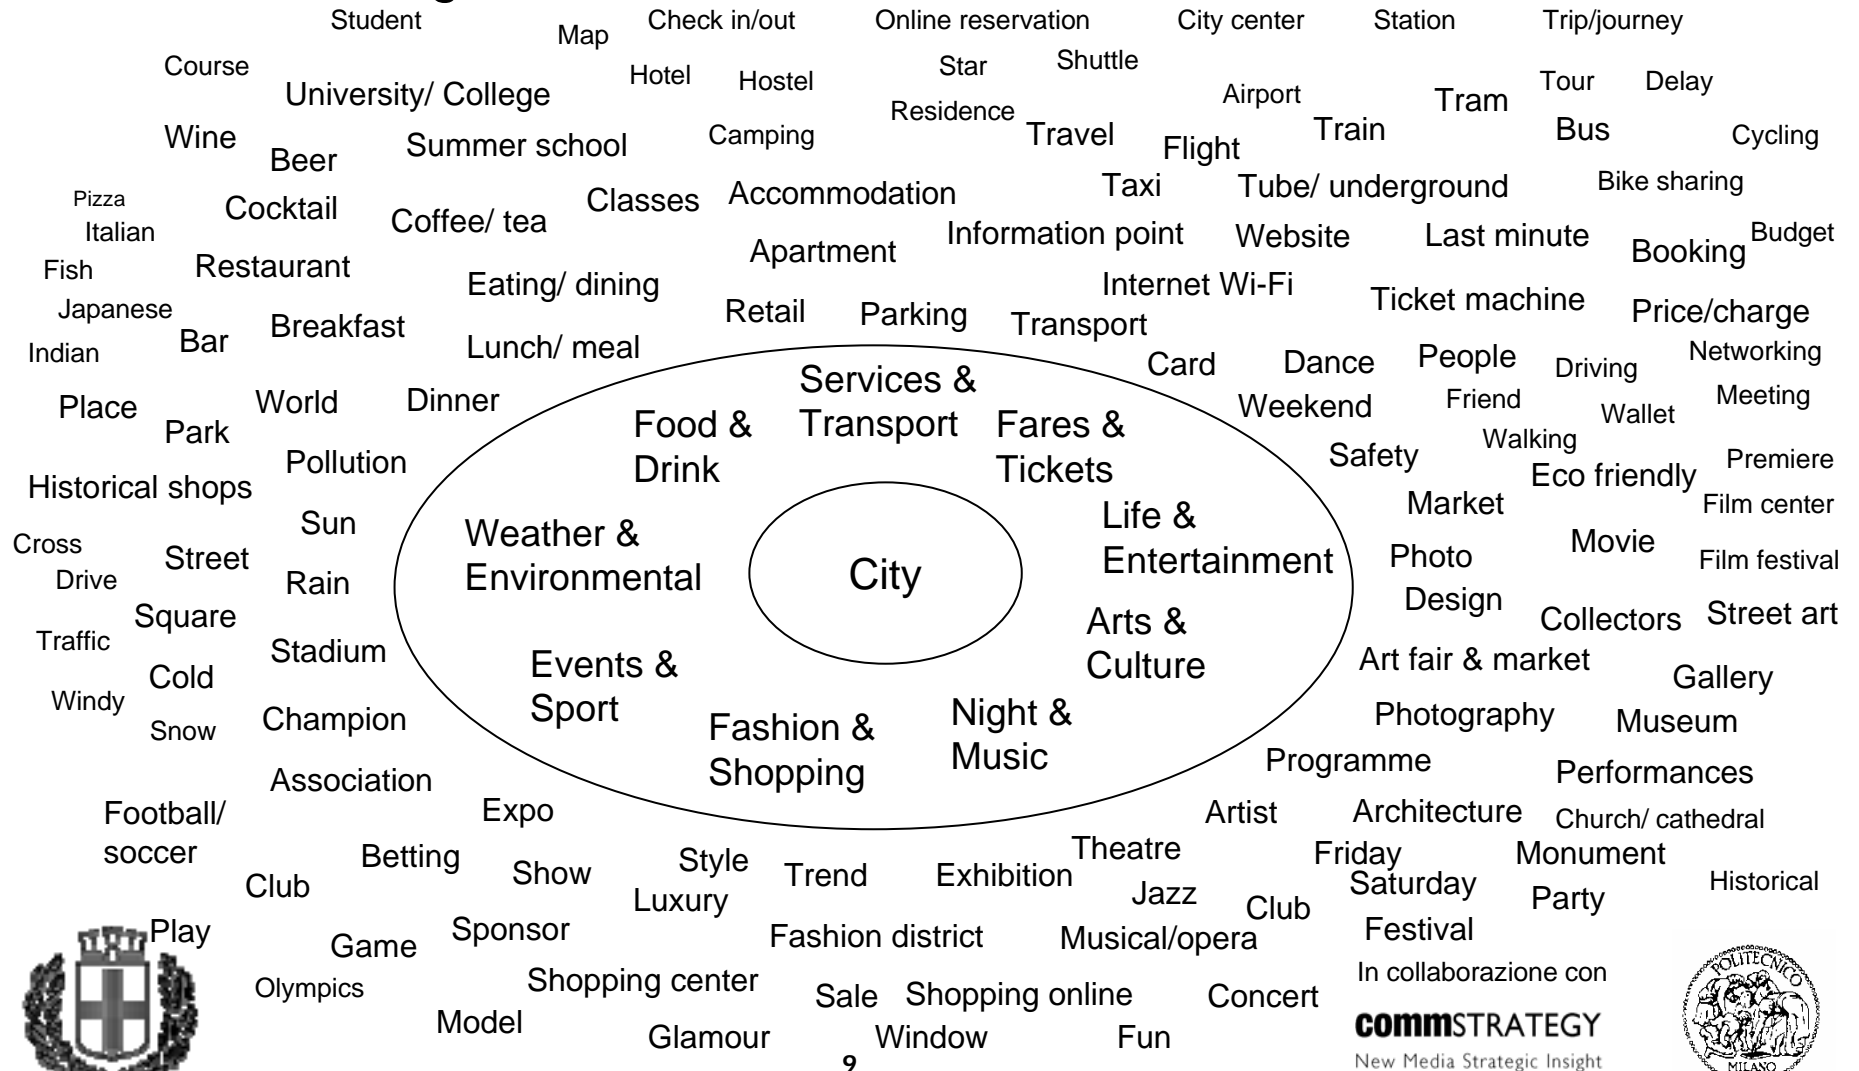 Student
Map
Check in/out
Online reservation
City center
Station
Trip/journey
Course
University/ College
Hotel
Hostel
Star
Shuttle
Residence
Airport
Tram
Tour
Delay
Wine
Beer
Summer school
Camping
Travel
Flight
Train
Bus
Cycling
Pizza
Italian
Cocktail
Coffee/ tea
Classes
Accommodation
Taxi
Tube/ underground
Bike sharing
Fish
Restaurant
Eating/ dining
Apartment
Information point
Website
Last minute
Booking
Budget
Japanese
Indian
Bar
Breakfast
Lunch/ meal
Retail
Parking
Transport
Internet Wi-Fi
Ticket machine
Price/charge
Card
Dance
People
Driving
Networking
Place
Park
World
Dinner
Weekend
Friend
Wallet
Meeting
Pollution
Safety
Walking
Eco friendly
Premiere
Historical shops
Sun
Market
Film center
Cross
Drive
Street
Rain
Photo
Movie
Film festival
Square
Traffic
Stadium
Design
Collectors
Street art
Cold
Windy
Snow
Champion
Art fair & market
Gallery
Photography
Museum
Association
Programme
Performances
Services &
Transport
Food &
Drink
Fares &
Tickets
Weather &
Environmental
City
Life &
Entertainment
Arts &
Culture
Events &
Sport
Fashion &
Shopping
Night &
Music
Football/
soccer
Expo
Artist
Architecture
Church/ cathedral
Betting
Club
Show
Style
Luxury
Trend
Exhibition
Theatre
Jazz
Club
Friday
Saturday
Monument
Party
Historical
Play
Game
Sponsor
Fashion district
Musical/opera
Festival
Olympics
Shopping center
Sale
Shopping online
Concert
Model
Glamour
Window
Fun
In collaborazione con
commSTRATEGY
New Media Strategic Insight
POLITECNICO
MILANO
9